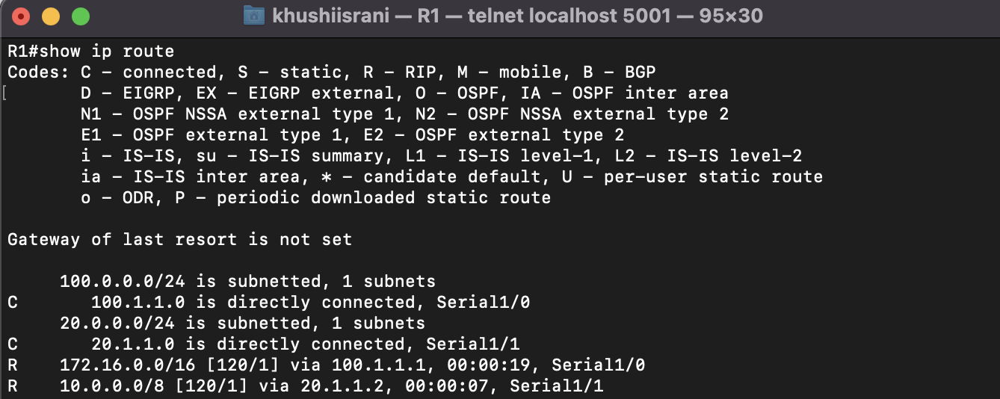 khushiisrani — R1 — telnet localhost 5001 — 95×30
R1#show ip route
Codes: C - connected, S - static, R - RIP, M - mobile, B - BGP
[      D - EIGRP, EX - EIGRP external, O - OSPF, IA - OSPF inter area
       N1 - OSPF NSSA external type 1, N2 - OSPF NSSA external type 2
       E1 - OSPF external type 1, E2 - OSPF external type 2
       i - IS-IS, su - IS-IS summary, L1 - IS-IS level-1, L2 - IS-IS level-2
       ia - IS-IS inter area, * - candidate default, U - per-user static route
       o - ODR, P - periodic downloaded static route
Gateway of last resort is not set
     100.0.0.0/24 is subnetted, 1 subnets
C       100.1.1.0 is directly connected, Serial1/0
     20.0.0.0/24 is subnetted, 1 subnets
C       20.1.1.0 is directly connected, Serial1/1
R    172.16.0.0/16 [120/1] via 100.1.1.1, 00:00:19, Serial1/0
R    10.0.0.0/8 [120/1] via 20.1.1.2, 00:00:07, Serial1/1